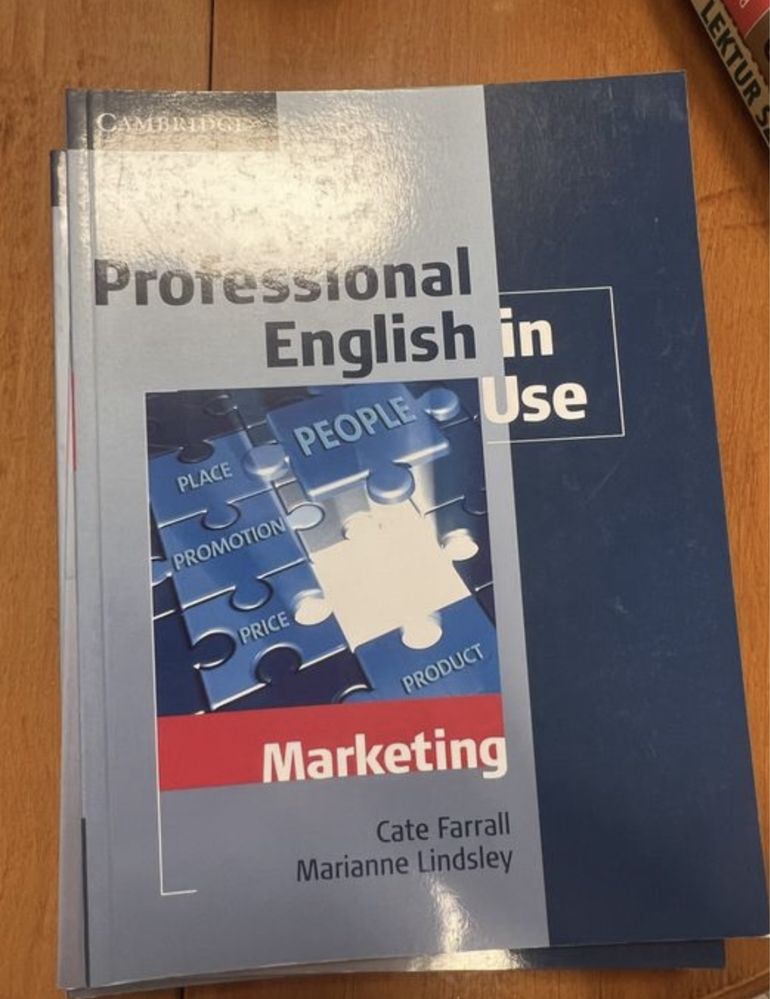 CAMBRIDGE
Professional
English in
Use
PEOPLE
PLACE
PROMOTION
PRICE
PRODUCT
Marketing
Cate Farrall
Marianne Lindsley
LEKTUR